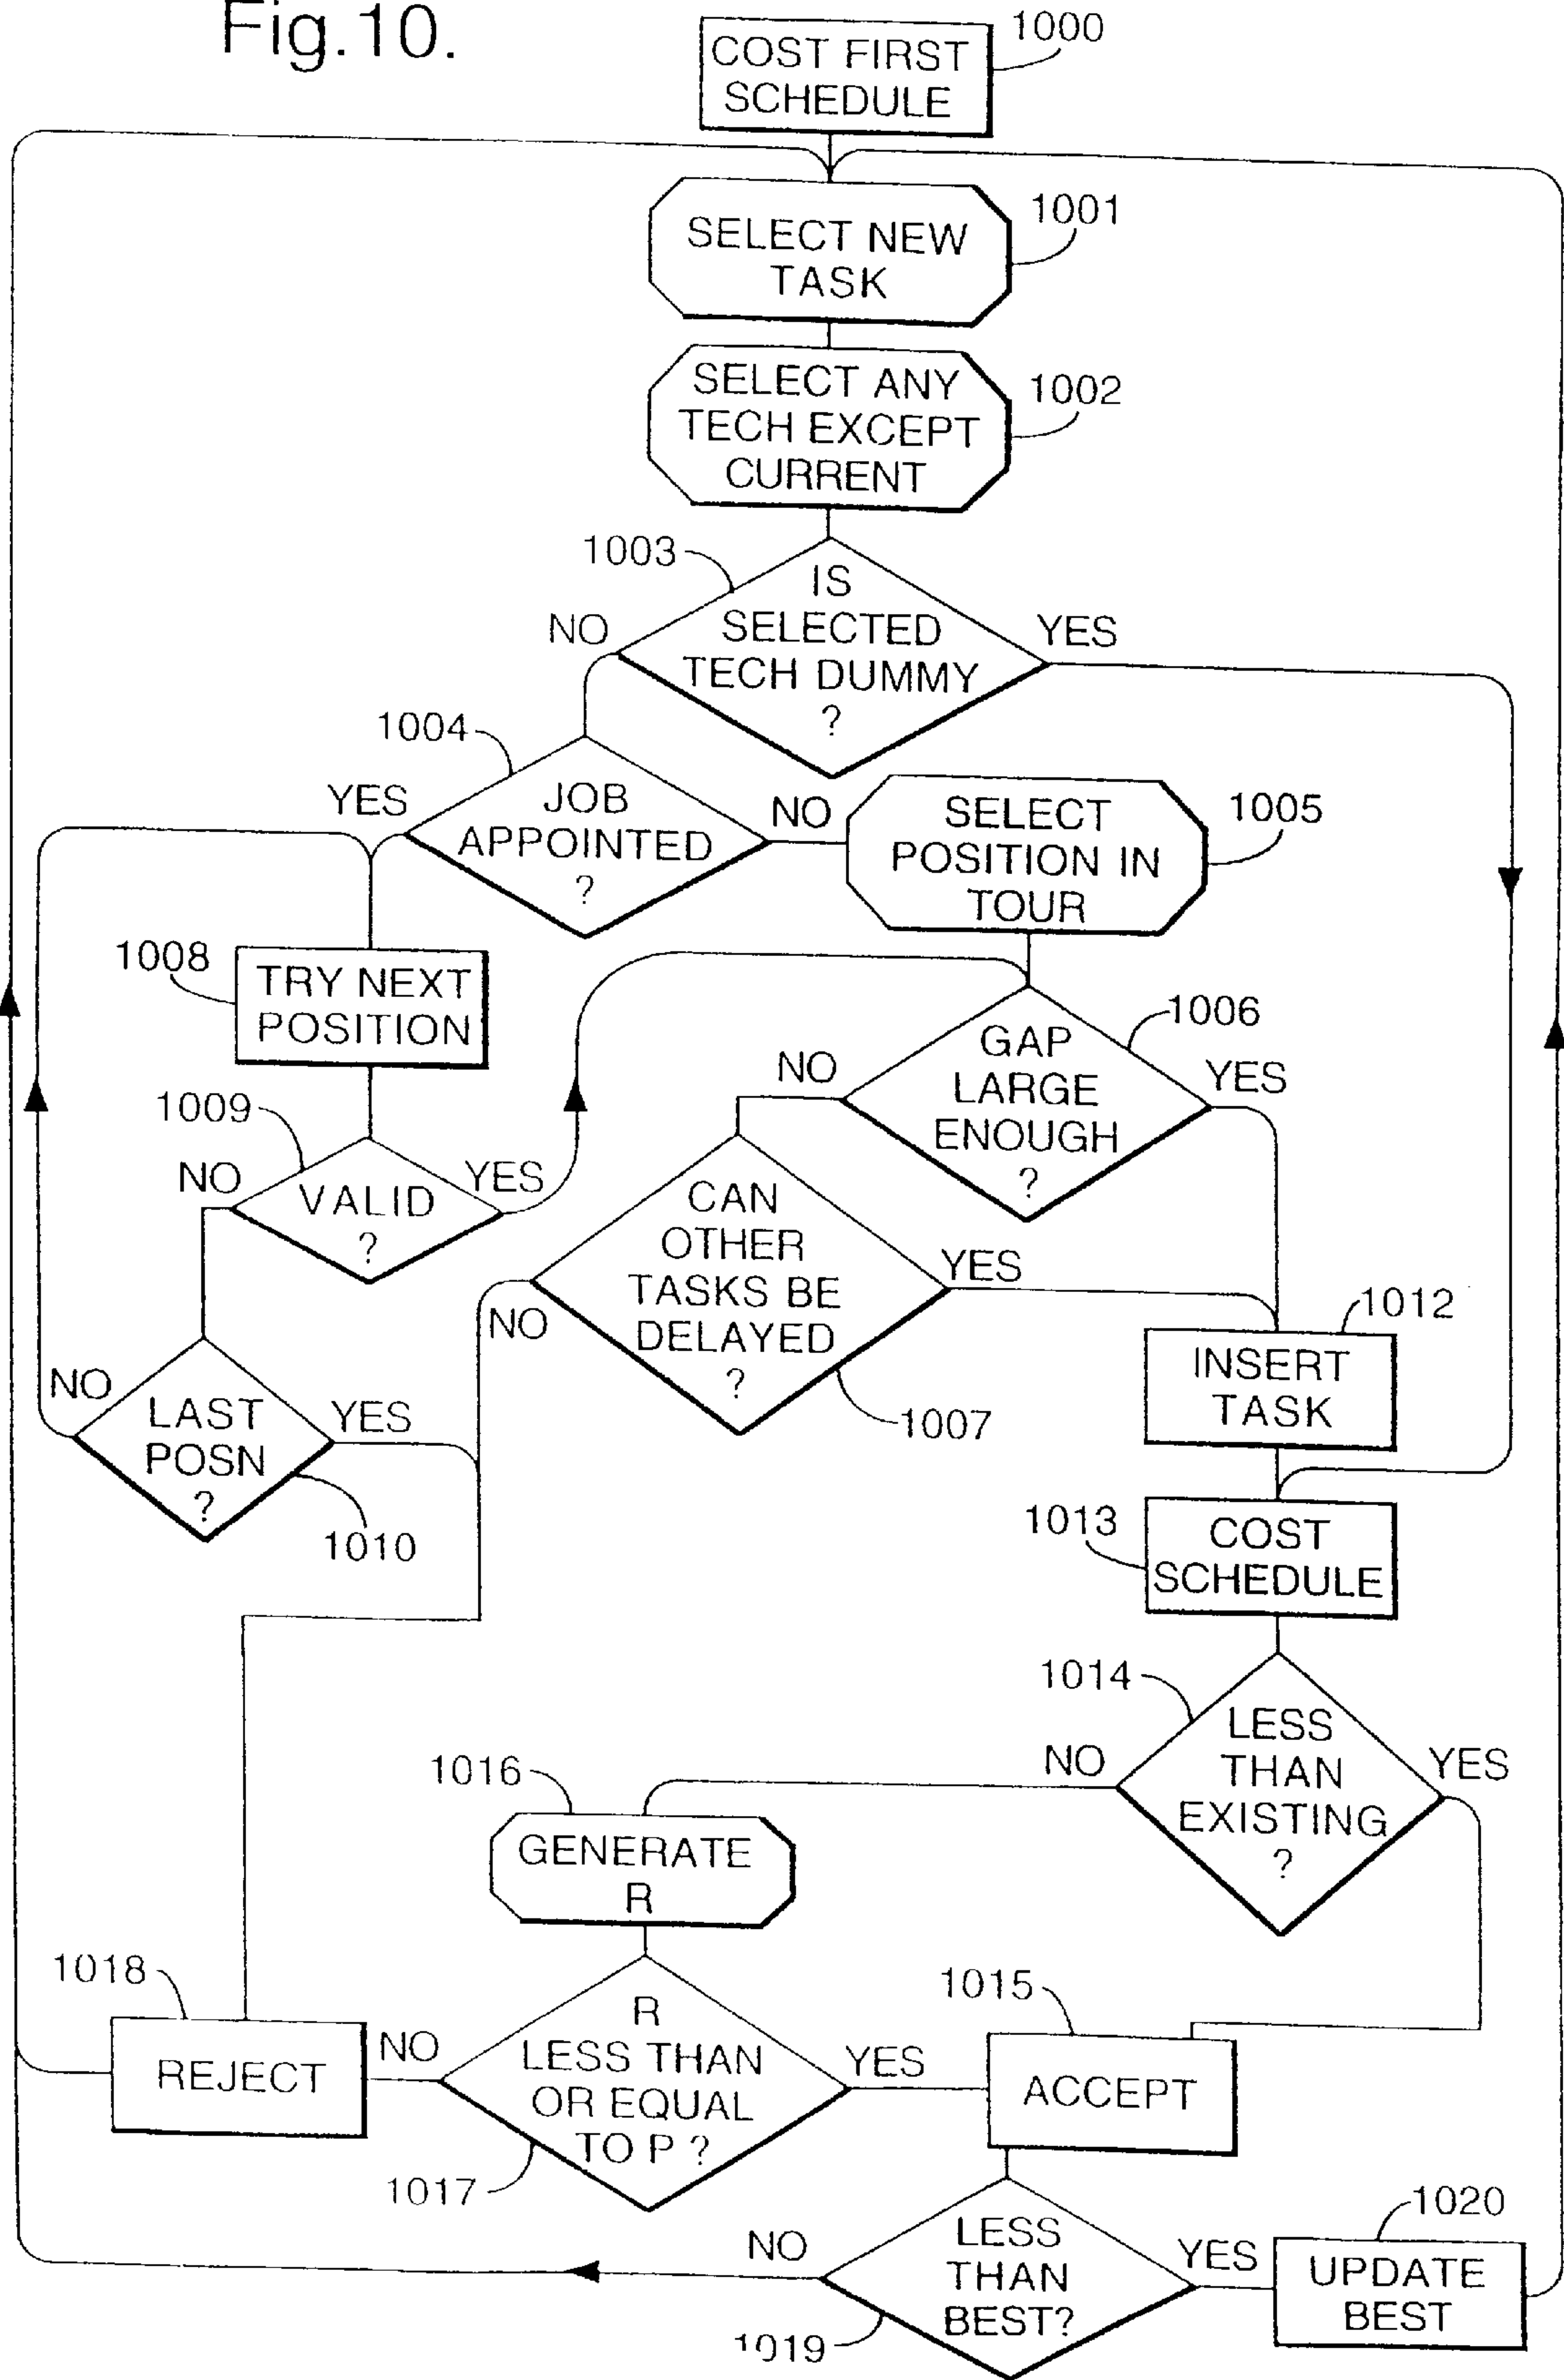 Fig.10.
1000
COST FIRST
SCHEDULE
1001
SELECT NEW
TASK
1002
SELECT ANY
TECH EXCEPT
CURRENT
1003
IS
SELECTED
TECH DUMMY
?
NO
YES
1004
JOB
APPOINTED
?
YES
NO
1005
SELECT
POSITION IN
TOUR
1008
TRY NEXT
POSITION
1006
GAP
LARGE
ENOUGH
?
NO
YES
1009
VALID
?
NO
YES
CAN
OTHER
TASKS BE
DELAYED
?
YES
NO
1007
1012
INSERT
TASK
NO
LAST
POSN
?
YES
1010
1013
COST
SCHEDULE
1014
LESS
THAN
EXISTING
?
NO
YES
1016
GENERATE
R
1018
REJECT
NO
R
LESS THAN
OR EQUAL
TO P ?
YES
1017
1015
ACCEPT
NO
LESS
THAN
BEST?
YES
1019
1020
UPDATE
BEST